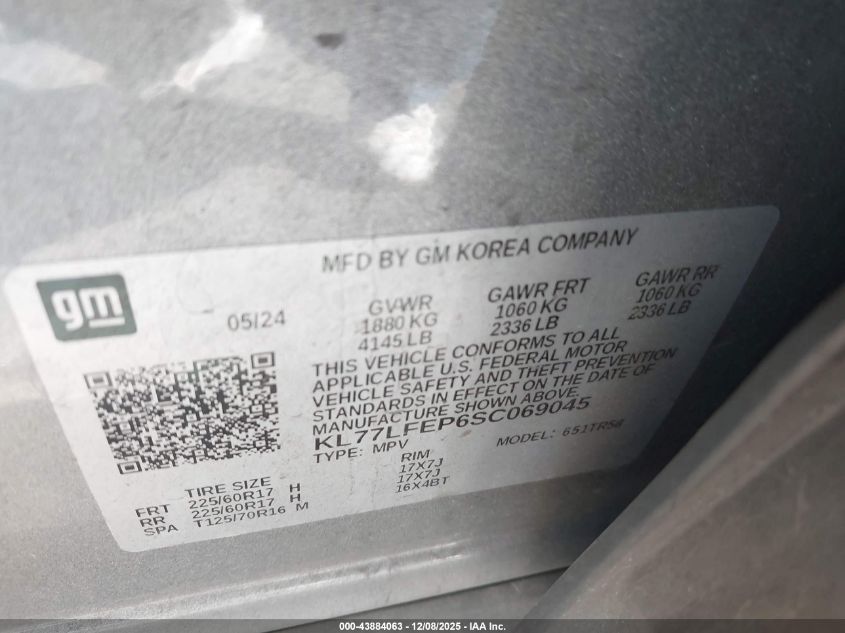 MFD BY GM KOREA COMPANY
gm
05/24
GVWR
1880 KG
4145 LB
GAWR FRT
1060 KG
2336 LB
GAWR RR
1060 KG
2336 LB
THIS VEHICLE CONFORMS TO ALL
APPLICABLE U.S. FEDERAL MOTOR
VEHICLE SAFETY AND THEFT PREVENTION
STANDARDS IN EFFECT ON THE DATE OF
MANUFACTURE SHOWN ABOVE.
KL77LFEP6SC069045
TYPE: MPV
MODEL: 651TR58
TIRE SIZE
RIM
FRT 225/60R17 H 17X7J
RR 225/60R17 H 17X7J
SPA T125/70R16 M 16X4BT
000-43884063 - 12/08/2025 - IAA Inc.